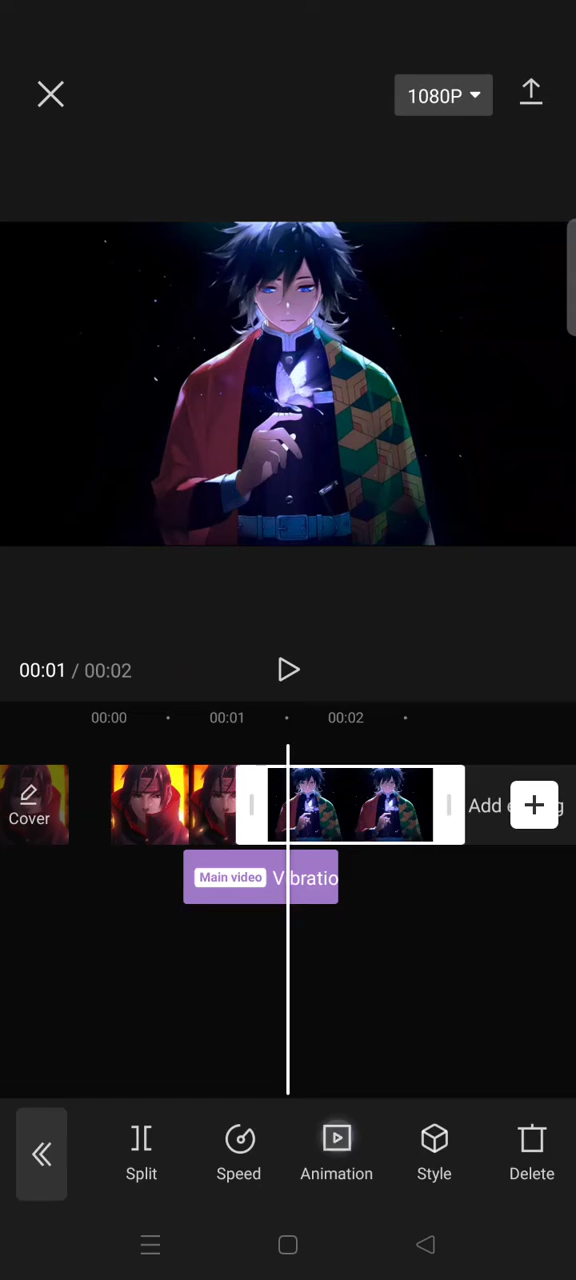 1080P
00:01 / 00:02
00:00
00:01
00:02
Cover
Add e g
Main video Vibratio
Split
Speed
Animation
Style
Delete